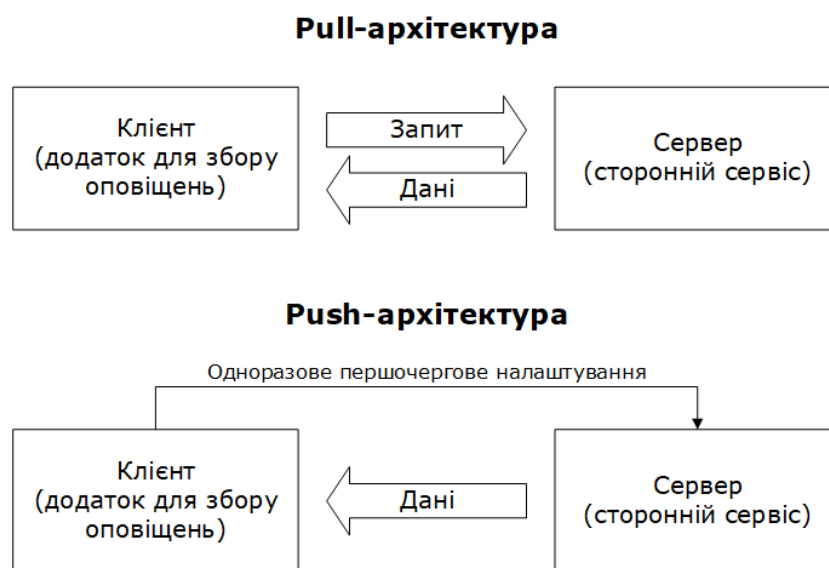 Pull-архітектура
Клієнт
(додаток для збору
оповіщень)
Запит
Дані
Сервер
(сторонній сервіс)
Push-архітектура
Одноразове першочергове налаштування
Клієнт
(додаток для збору
оповіщень)
Дані
Сервер
(сторонній сервіс)